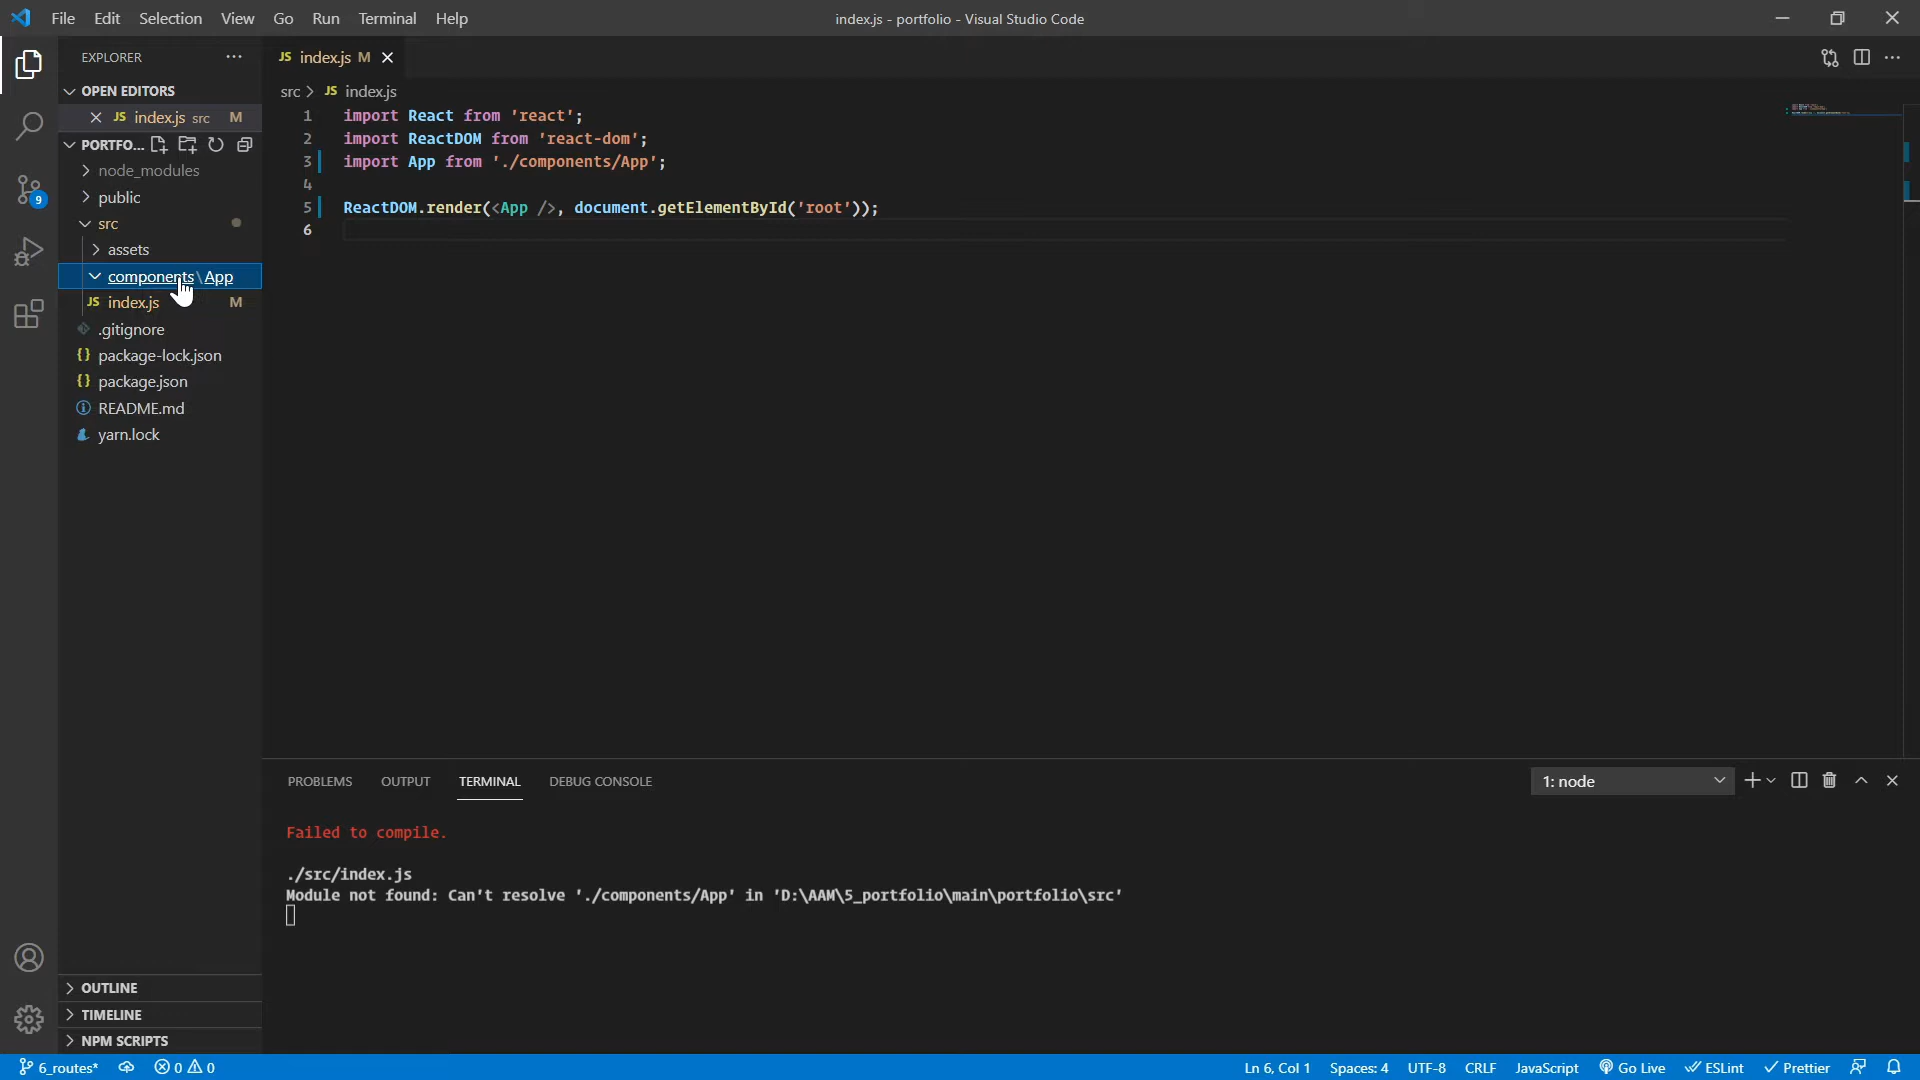 File Edit Selection View Go Run Terminal Help
index.js - portfolio - Visual Studio Code
EXPLORER
JS index.js M
OPEN EDITORS
src > JS index.js
JS index.js src M
PORTFO...
node_modules
public
src
assets
components\App
JS index.js M
.gitignore
{} package-lock.json
{} package.json
README.md
yarn.lock
9
1 import React from 'react';
2 import ReactDOM from 'react-dom';
3 import App from './components/App';
4
5 ReactDOM.render(<App />, document.getElementById('root'));
6
PROBLEMS OUTPUT TERMINAL DEBUG CONSOLE
1: node
Failed to compile.
./src/index.js
Module not found: Can't resolve './components/App' in 'D:\AAM\5_portfolio\main\portfolio\src'
OUTLINE
TIMELINE
NPM SCRIPTS
6_routes* 0 0
Ln 6, Col 1 Spaces: 4 UTF-8 CRLF JavaScript Go Live ESLint Prettier